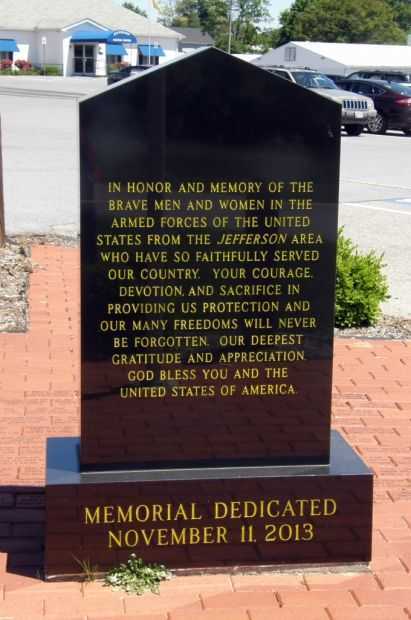 IN HONOR AND MEMORY OF THE
BRAVE MEN AND WOMEN IN THE
ARMED FORCES OF THE UNITED
STATES FROM THE JEFFERSON AREA
WHO HAVE SO FAITHFULLY SERVED
OUR COUNTRY. YOUR COURAGE,
DEVOTION, AND SACRIFICE IN
PROVIDING US PROTECTION AND
OUR MANY FREEDOMS WILL NEVER
BE FORGOTTEN. OUR DEEPEST
GRATITUDE AND APPRECIATION.
GOD BLESS YOU AND THE
UNITED STATES OF AMERICA.
MEMORIAL DEDICATED
NOVEMBER 11, 2013